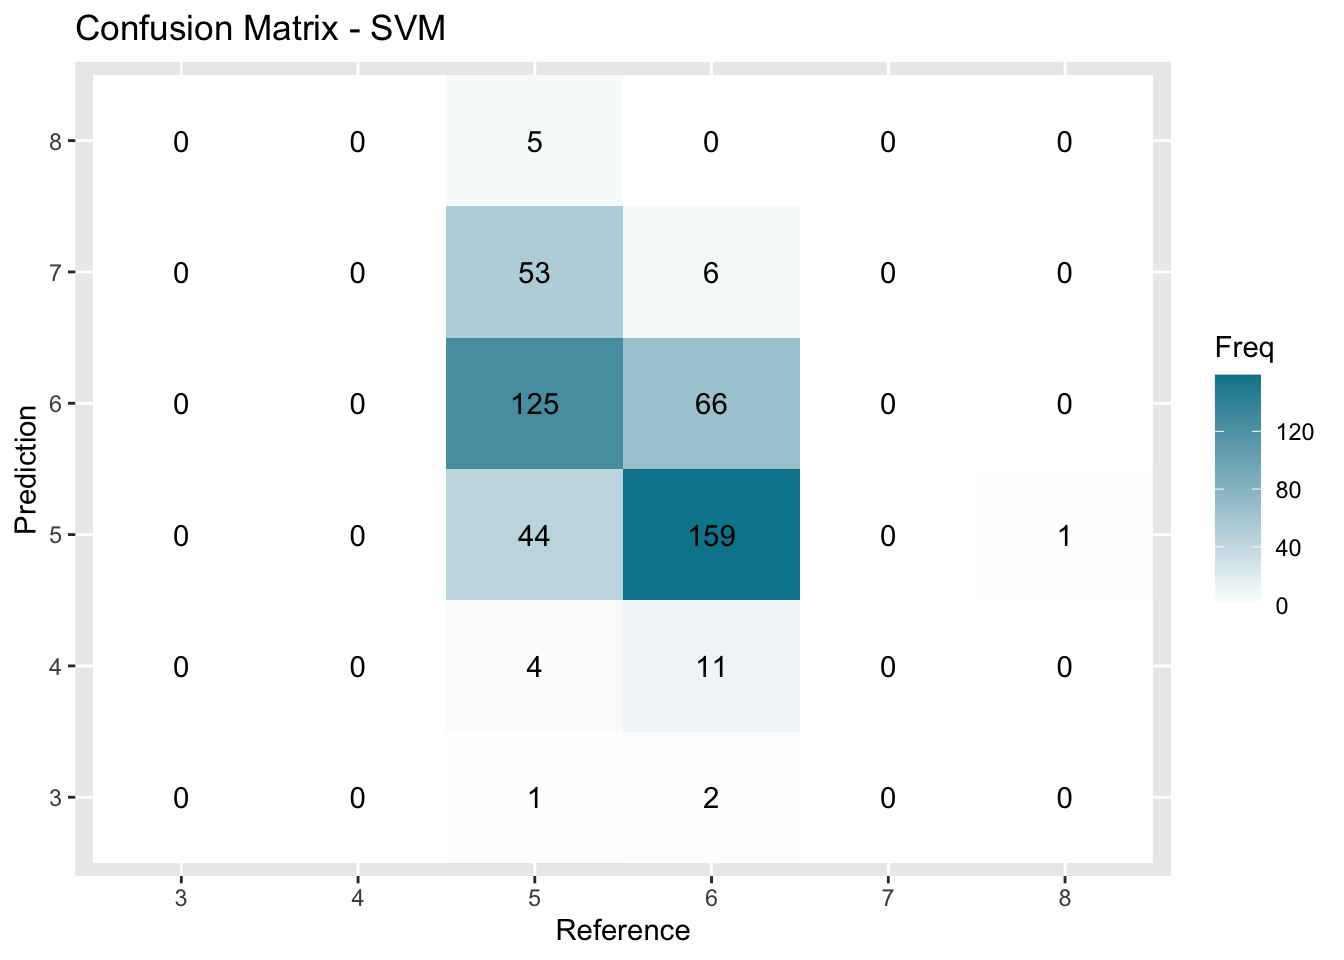 Confusion Matrix - SVM
8 0 0 5 0 0 0
7 0 0 53 6 0 0
6 0 0 125 66 0 0
5 0 0 44 159 0 1
4 0 0 4 11 0 0
3 0 0 1 2 0 0
3 4 5 6 7 8
Reference
Prediction
Freq
120
80
40
0